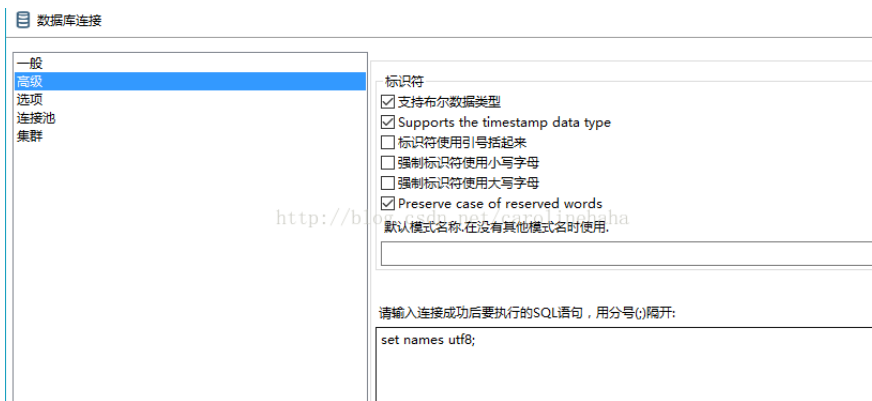 数据库连接
一般
高级
选项
连接池
集群
标识符
支持布尔数据类型
Supports the timestamp data type
标识符使用引号括起来
强制标识符使用小写字母
强制标识符使用大写字母
Preserve case of reserved words
http://blog.csdn.net/carolinehaha
默认模式名称.在没有其他模式名时使用.
请输入连接成功后要执行的SQL语句，用分号(;)隔开:
set names utf8;